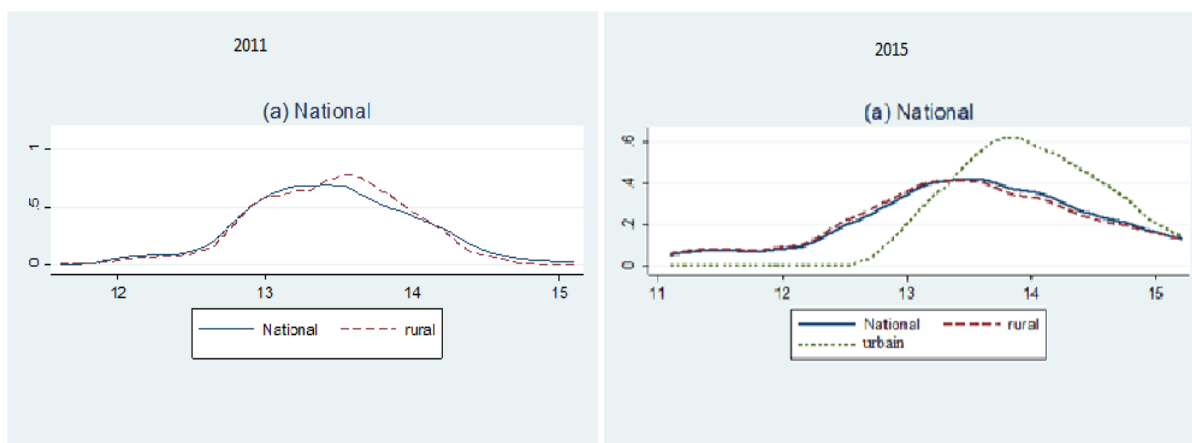 2011
(a) National
1
.5
0
12 13 14 15
National rural
2015
(a) National
.6
.4
.2
0
11 12 13 14 15
National rural
urbain